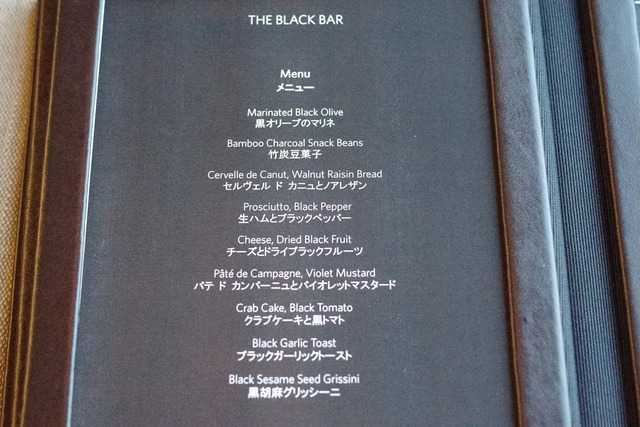 THE BLACK BAR
Menu
メニュー
Marinated Black Olive
黒オリーブのマリネ
Bamboo Charcoal Snack Beans
竹炭豆菓子
Cervelle de Canut, Walnut Raisin Bread
セルヴェル ド カニュとノアレザン
Prosciutto, Black Pepper
生ハムとブラックペッパー
Cheese, Dried Black Fruit
チーズとドライブラックフルーツ
Pâté de Campagne, Violet Mustard
パテ ド カンパーニュとバイオレットマスタード
Crab Cake, Black Tomato
クラブケーキと黒トマト
Black Garlic Toast
ブラックガーリックトースト
Black Sesame Seed Grissini
黒胡麻グリッシーニ